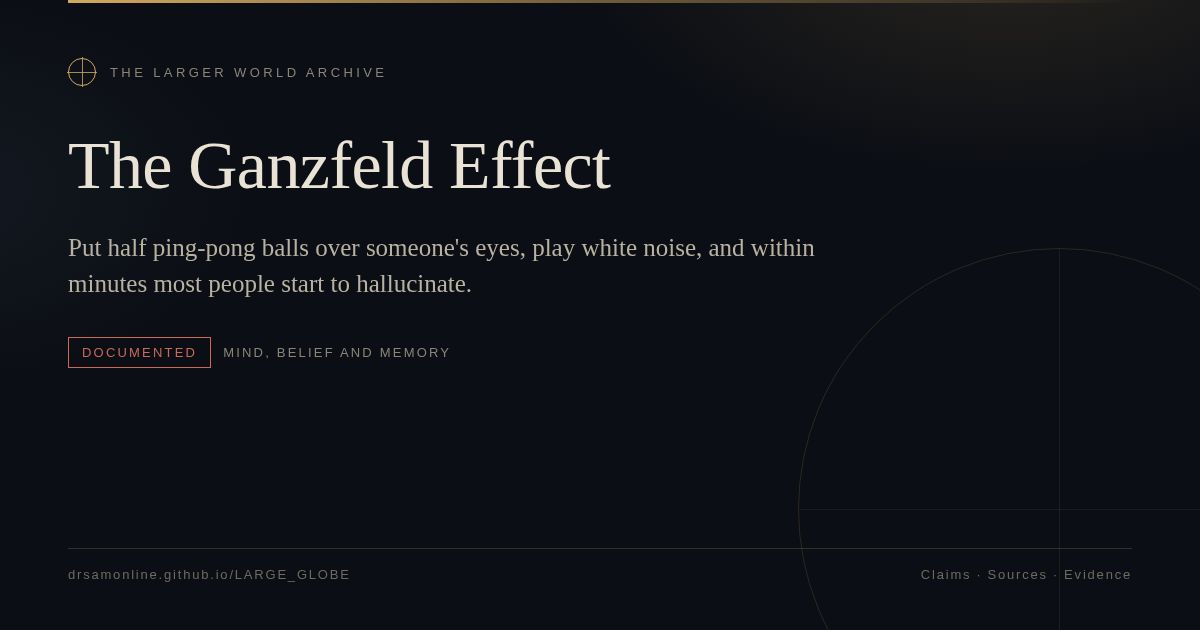 THE LARGER WORLD ARCHIVE
The Ganzfeld Effect
Put half ping-pong balls over someone's eyes, play white noise, and within
minutes most people start to hallucinate.
DOCUMENTED MIND, BELIEF AND MEMORY
drsamonline.github.io/LARGE_GLOBE Claims · Sources · Evidence